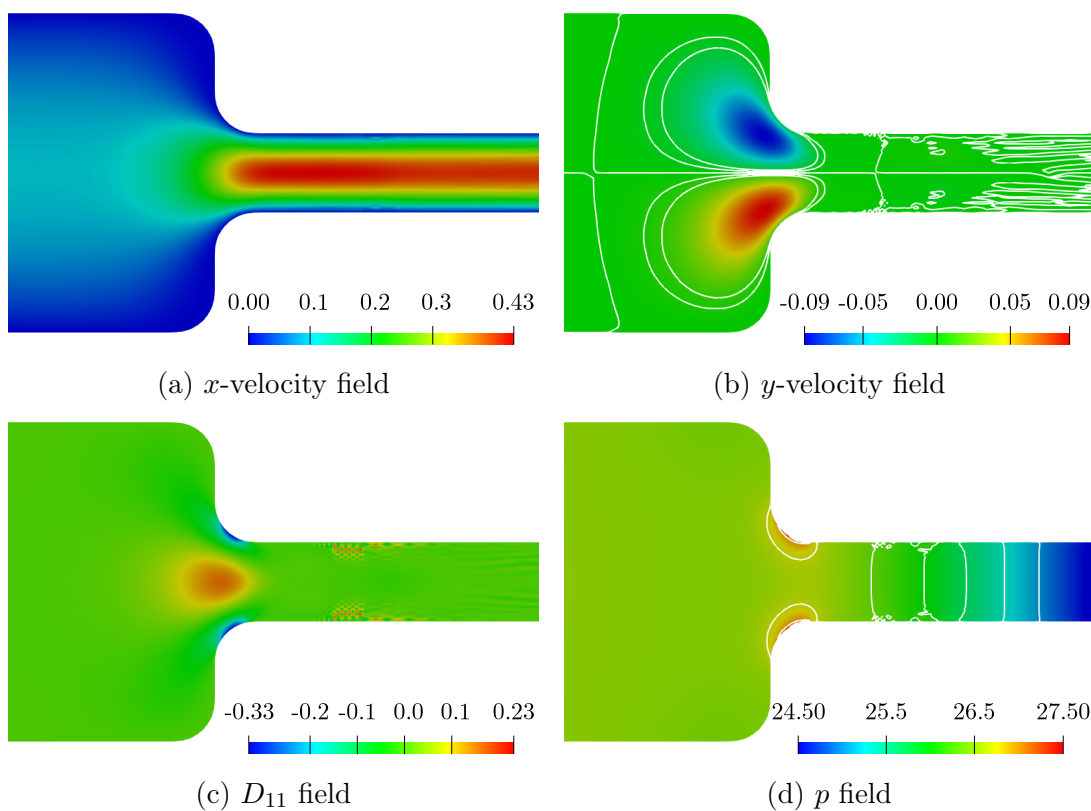 0.00 0.1 0.2 0.3 0.43
-0.09 -0.05 0.00 0.05 0.09
(a) x-velocity field
(b) y-velocity field
-0.33 -0.2 -0.1 0.0 0.1 0.23
24.50 25.5 26.5 27.50
(c) D₁₁ field
(d) p field